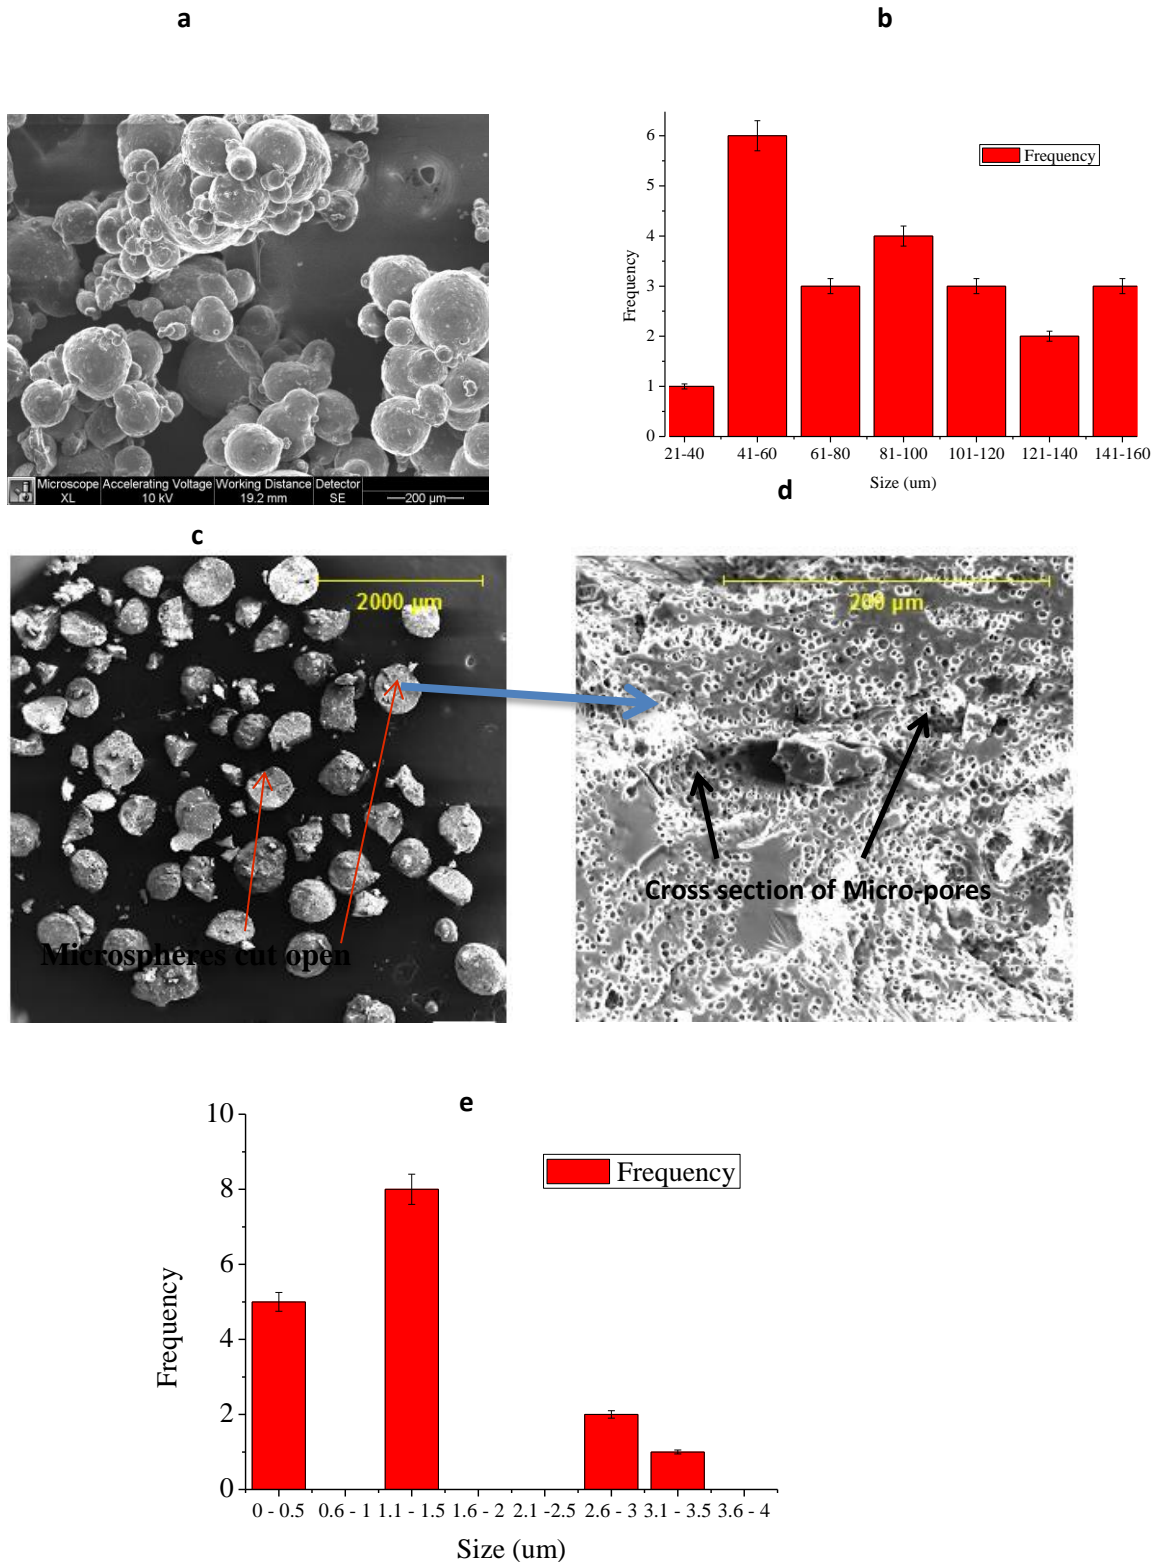 a
b
6
5
4
3
2
1
0
Frequency
Frequency
21-40 41-60 61-80 81-100 101-120 121-140 141-160
Size (um)
Microscope Accelerating Voltage Working Distance Detector
XL 10 kV 19.2 mm SE 200 µm
c
d
2000 µm
Microspheres cut open
200 µm
Cross section of Micro-pores
e
10
8
6
4
2
0
Frequency
Frequency
0 - 0.5 0.6 - 1 1.1 - 1.5 1.6 - 2 2.1 -2.5 2.6 - 3 3.1 - 3.5 3.6 - 4
Size (um)